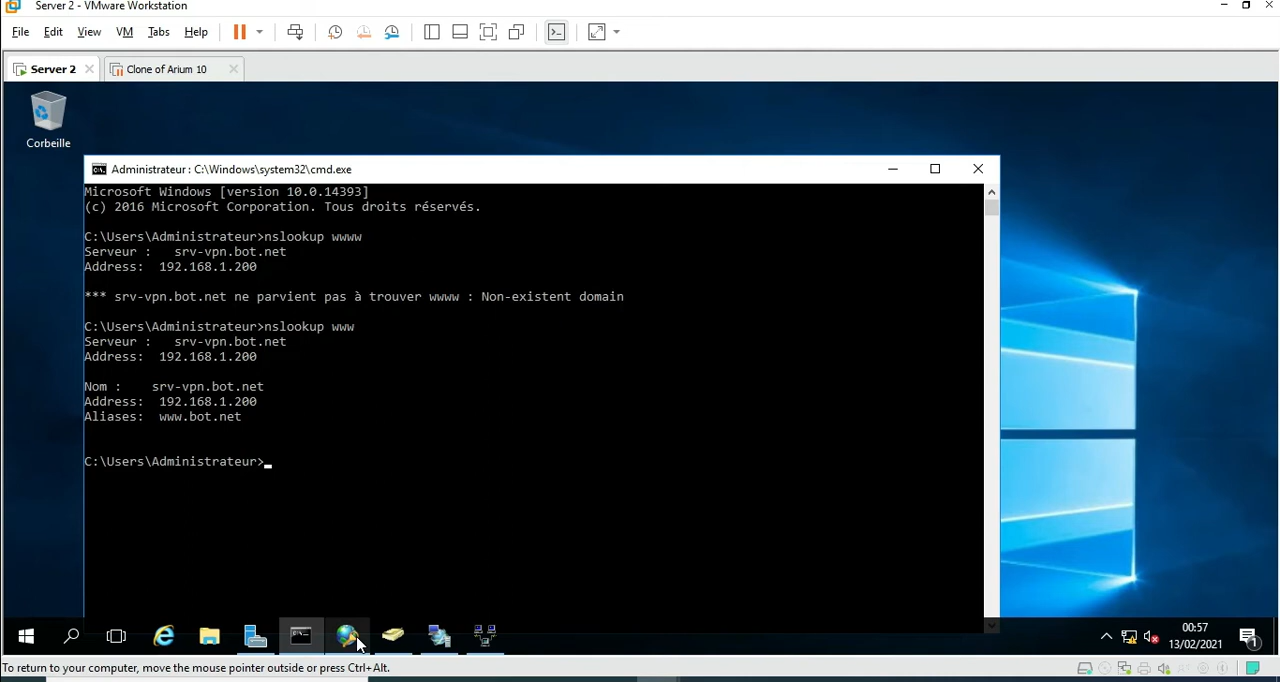 Server 2 - VMware Workstation
File Edit View VM Tabs Help
Server 2
Clone of Arium 10
Corbeille
Administrateur : C:\Windows\system32\cmd.exe
Microsoft Windows [version 10.0.14393]
(c) 2016 Microsoft Corporation. Tous droits réservés.
C:\Users\Administrateur>nslookup wwww
Serveur :   srv-vpn.bot.net
Address:  192.168.1.200
*** srv-vpn.bot.net ne parvient pas à trouver wwww : Non-existent domain
C:\Users\Administrateur>nslookup www
Serveur :   srv-vpn.bot.net
Address:  192.168.1.200
Nom :    srv-vpn.bot.net
Address:  192.168.1.200
Aliases:  www.bot.net
C:\Users\Administrateur>
00:57
13/02/2021
1
To return to your computer, move the mouse pointer outside or press Ctrl+Alt.